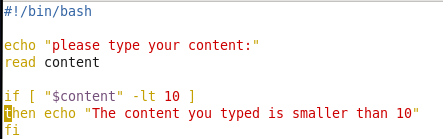 #!/bin/bash
echo "please type your content:"
read content
if [ "$content" -lt 10 ]
then echo "The content you typed is smaller than 10"
fi